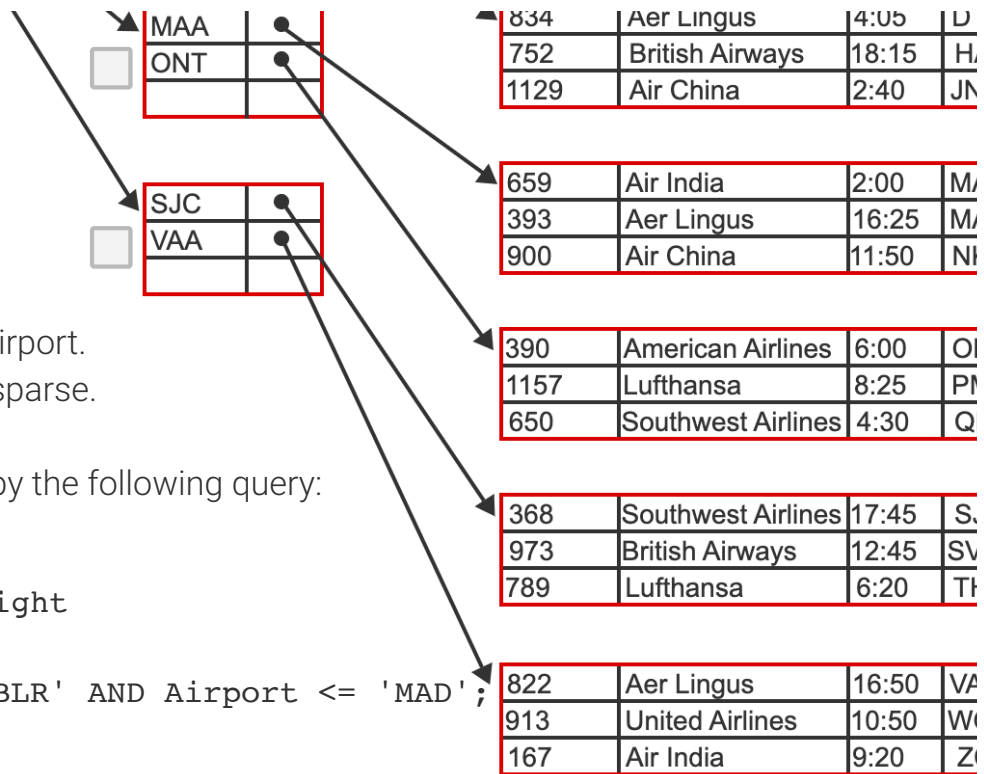 MAA
ONT
SJC
VAA
834 Aer Lingus 4:05 D
752 British Airways 18:15 H
1129 Air China 2:40 JN
659 Air India 2:00 M
393 Aer Lingus 16:25 M
900 Air China 11:50 N
390 American Airlines 6:00 O
1157 Lufthansa 8:25 P
650 Southwest Airlines 4:30 Q
368 Southwest Airlines 17:45 S
973 British Airways 12:45 SV
789 Lufthansa 6:20 T
822 Aer Lingus 16:50 VA
913 United Airlines 10:50 W
167 Air India 9:20 Z
irport.
sparse.
by the following query:
ight
BLR' AND Airport <= 'MAD';